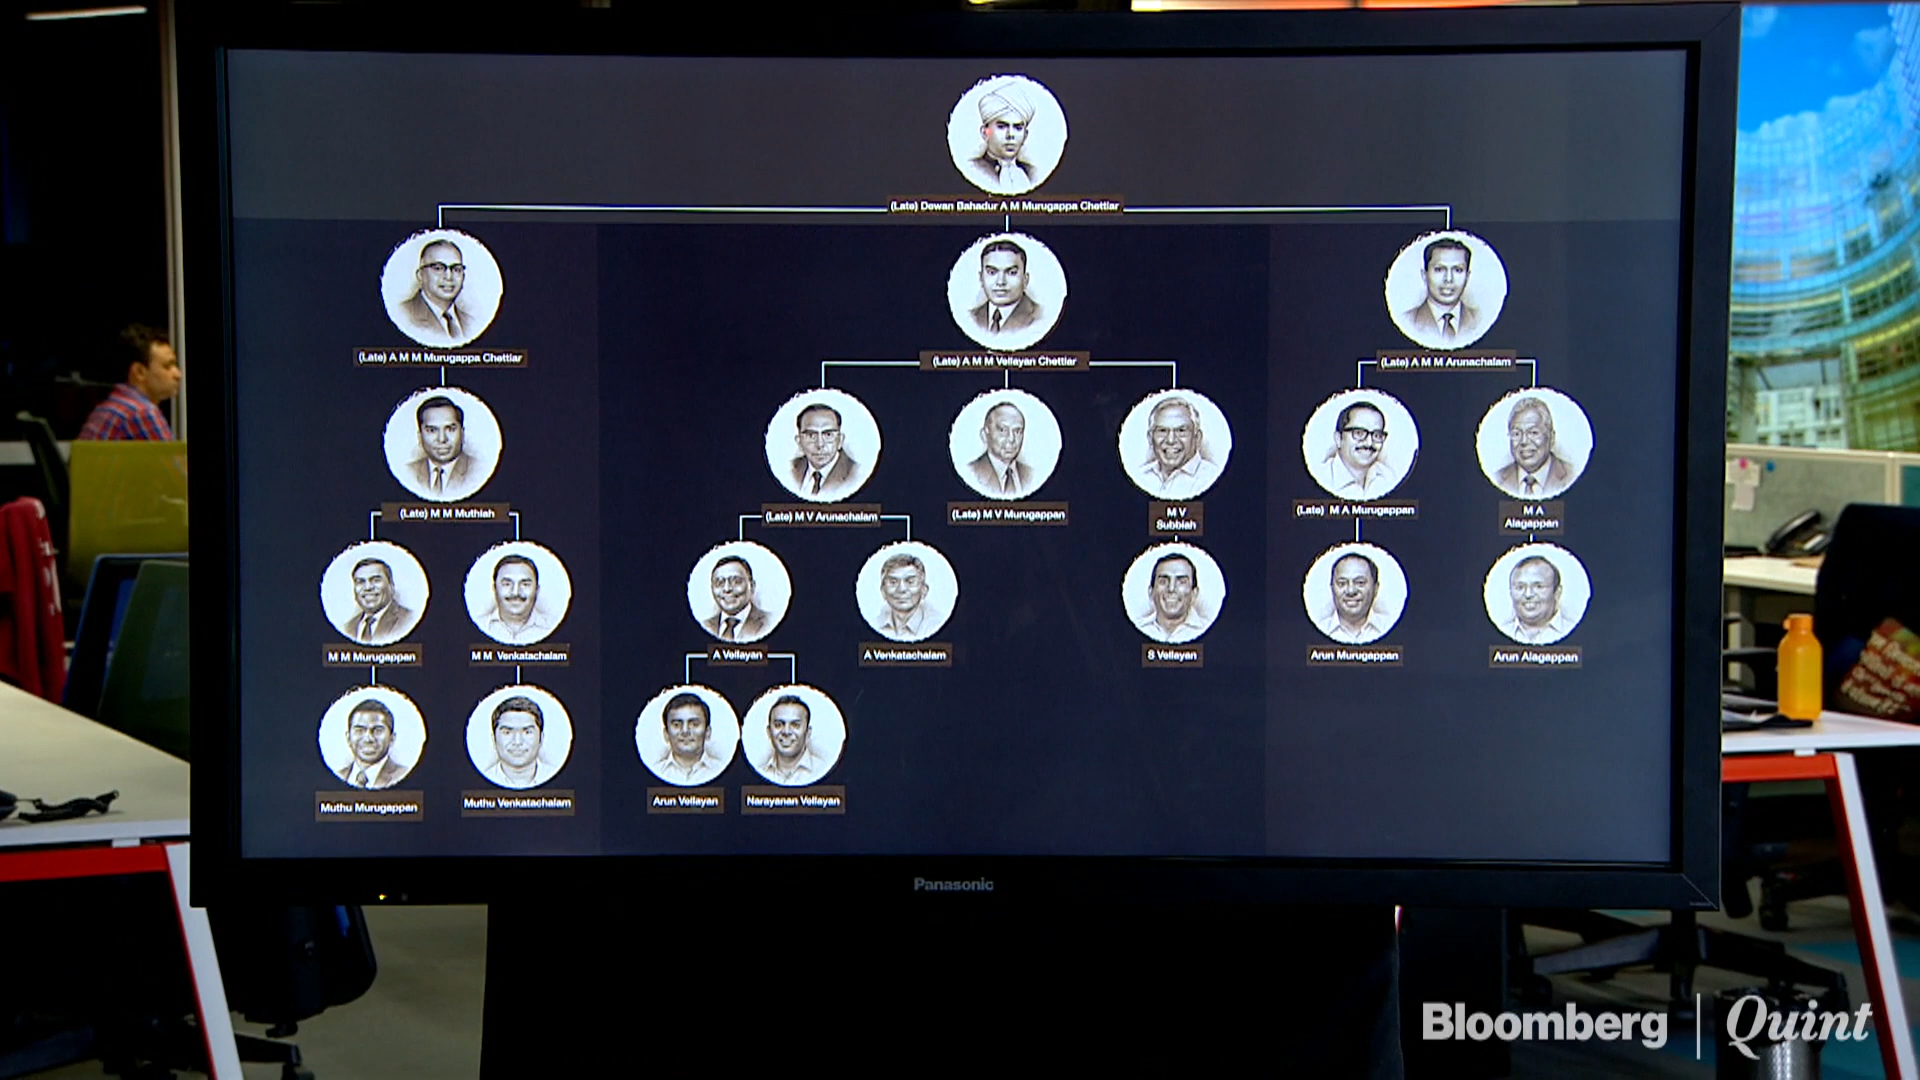 (Late) Dewan Bahadur A M Murugappa Chettiar
(Late) A M M Murugappa Chettiar
(Late) A M M Vellayan Chettiar
(Late) A M M Arunachalam
(Late) M M Muthiah
(Late) M V Arunachalam
(Late) M V Murugappan
M V
Subbiah
(Late) M A Murugappan
M A
Alagappan
M M Murugappan
M M Venkatachalam
A Vellayan
A Venkatachalam
S Vellayan
Arun Murugappan
Arun Alagappan
Muthu Murugappan
Muthu Venkatachalam
Arun Vellayan
Narayanan Vellayan
Panasonic
Bloomberg | Quint